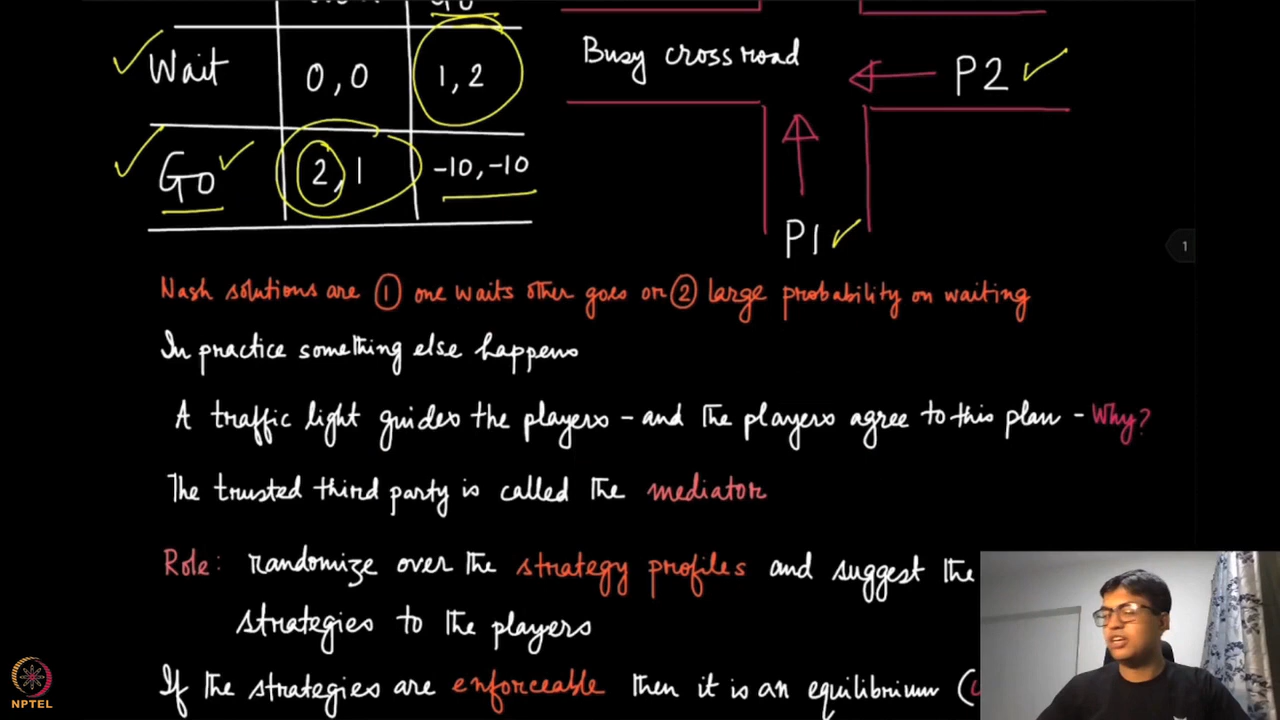 Go
Wait 0, 0 1, 2
Go 2, 1 -10, -10
Busy cross road
P2
P1
1
Nash solutions are ① one waits other goes or ② large probability on waiting
In practice something else happens
A traffic light guides the players - and the players agree to this plan - Why?
The trusted third party is called the mediator
Role: randomize over the strategy profiles and suggest the
strategies to the players
If the strategies are enforceable then it is an equilibrium (
NPTEL